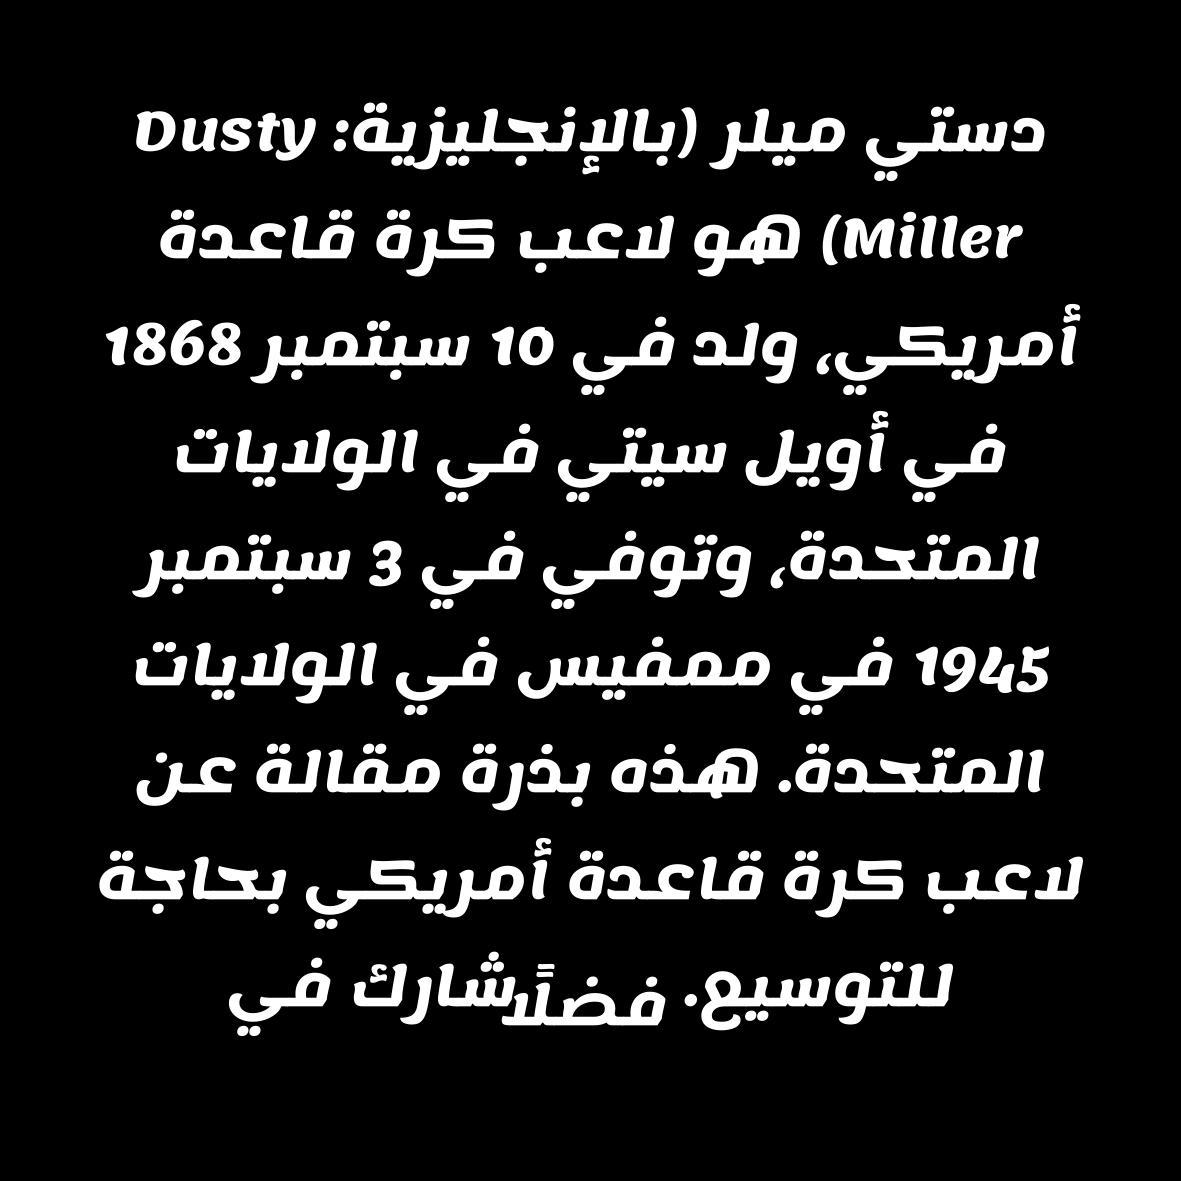 دستي ميلر (بالإنجليزية: Dusty
Miller) هو لاعب كرة قاعدة
أمريكي، ولد في 10 سبتمبر 1868
في أويل سيتي في الولايات
المتحدة، وتوفي في 3 سبتمبر
1945 في ممفيس في الولايات
المتحدة. هذه بذرة مقالة عن
لاعب كرة قاعدة أمريكي بحاجة
للتوسيع. فضلًا شارك في